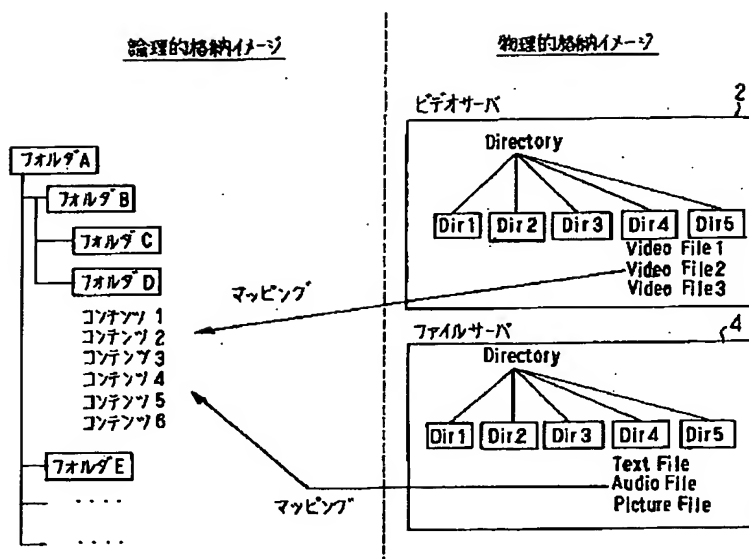 論理的格納イメージ
フォルダA
フォルダB
フォルダC
フォルダD
コンテンツ 1
コンテンツ 2
コンテンツ 3
コンテンツ 4
コンテンツ 5
コンテンツ 6
フォルダE
‥‥
‥‥
マッピング
マッピング
物理的格納イメージ
ビデオサーバ
2
Directory
Dir1 Dir2 Dir3 Dir4 Dir5
Video File 1
Video File2
Video File3
ファイルサーバ
4
Directory
Dir1 Dir2 Dir3 Dir4 Dir5
Text File
Audio File
Picture File